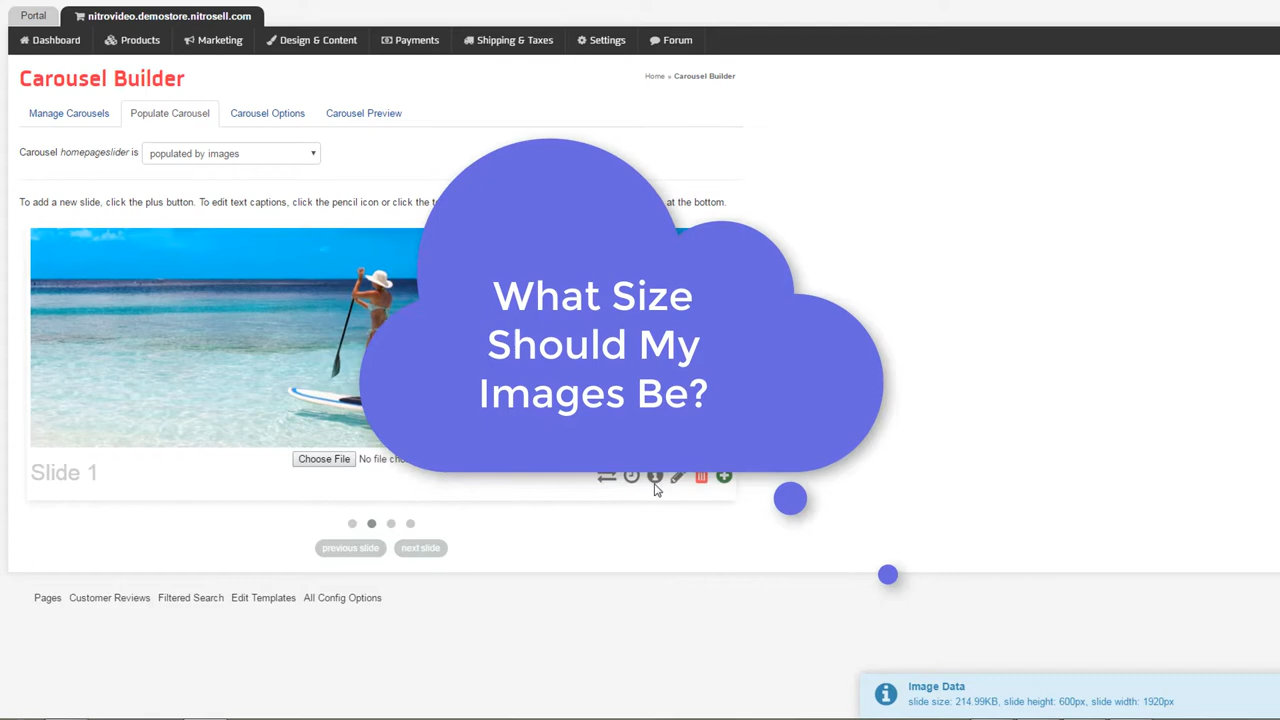 Portal
nitrovideo.demostore.nitrosell.com
Dashboard Products Marketing Design & Content Payments Shipping & Taxes Settings Forum
Carousel Builder
Home » Carousel Builder
Manage Carousels Populate Carousel Carousel Options Carousel Preview
Carousel homepageslider is populated by images
To add a new slide, click the plus button. To edit text captions, click the pencil icon or click the at the bottom.
What Size
Should My
Images Be?
Choose File No file
Slide 1
previous slide next slide
Pages Customer Reviews Filtered Search Edit Templates All Config Options
Image Data
slide size: 214.99KB, slide height: 600px, slide width: 1920px